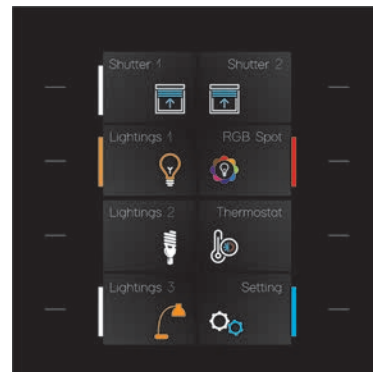 Shutter 1
Shutter 2
Lightings 1
RGB Spot
Lightings 2
Thermostat
Lightings 3
Setting